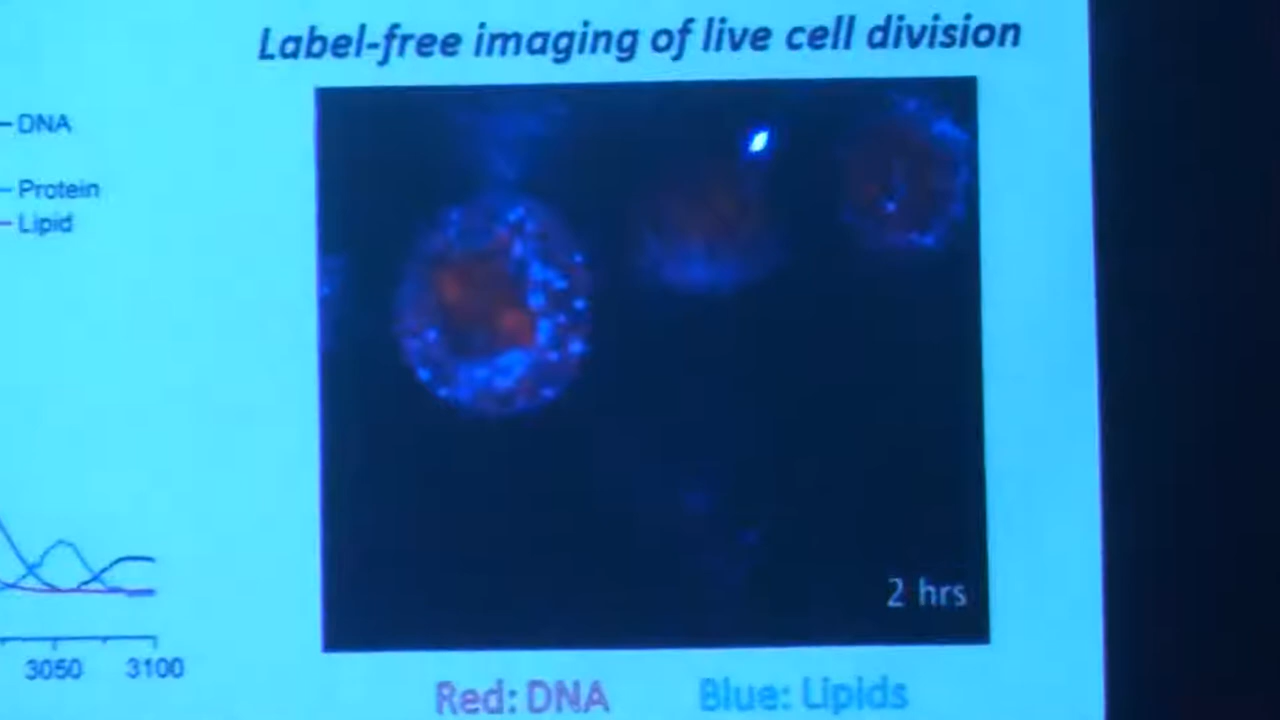 Label-free imaging of live cell division
DNA
Protein
Lipid
2 hrs
3050 3100
Red: DNA Blue: Lipids